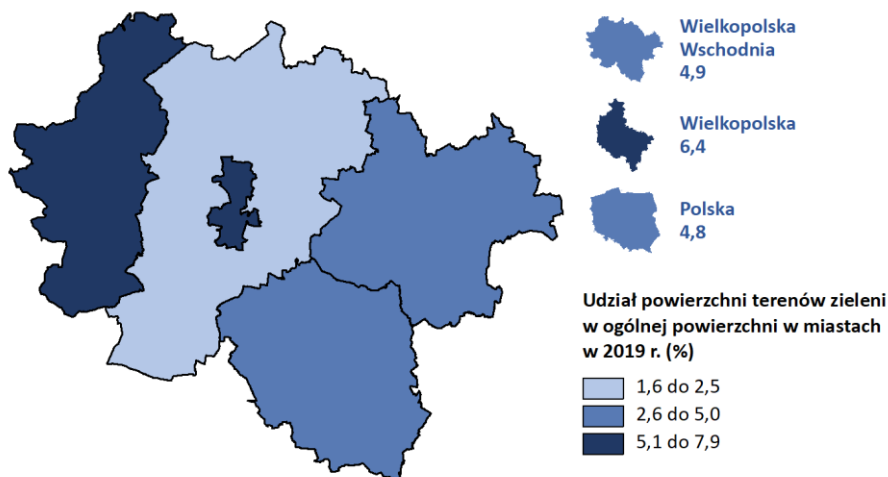 Wielkopolska
Wschodnia
4,9
Wielkopolska
6,4
Polska
4,8
Udział powierzchni terenów zieleni
w ogólnej powierzchni w miastach
w 2019 r. (%)
1,6 do 2,5
2,6 do 5,0
5,1 do 7,9